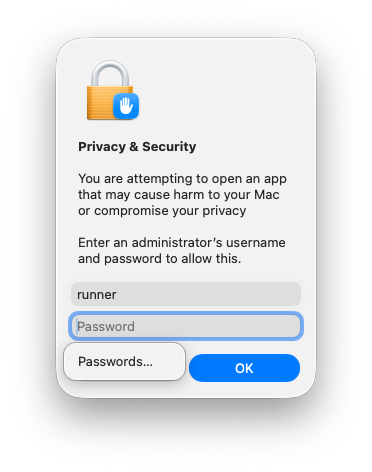 Privacy & Security
You are attempting to open an app
that may cause harm to your Mac
or compromise your privacy
Enter an administrator’s username
and password to allow this.
runner
Password
Passwords...
OK